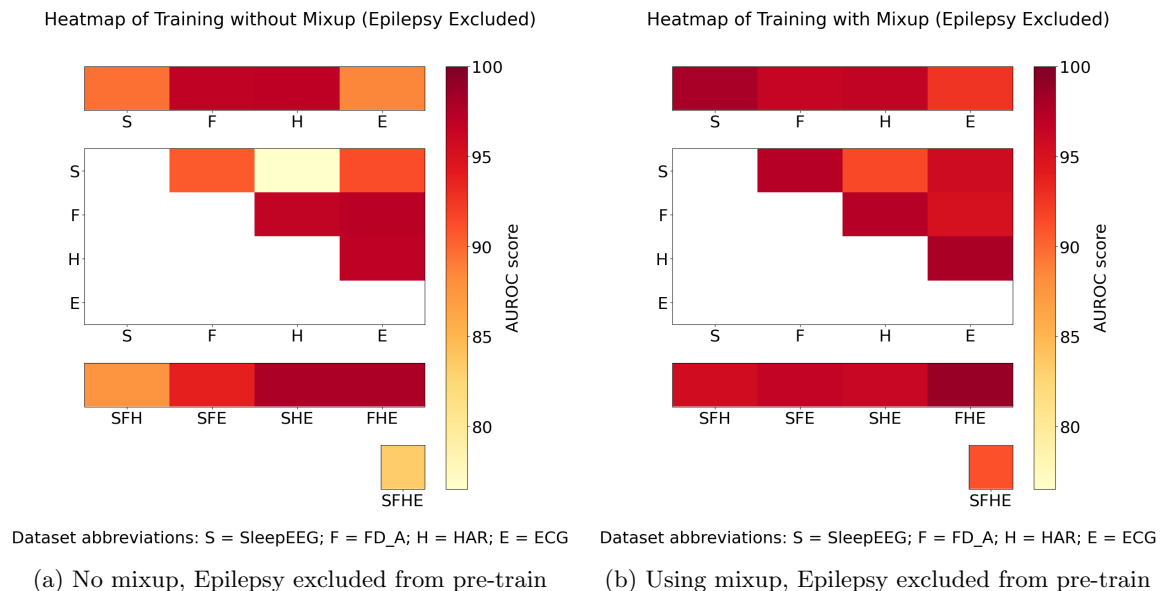 Heatmap of Training without Mixup (Epilepsy Excluded)
S F H E
S
F
H
E
S F H E
SFH SFE SHE FHE
SFHE
100
95
90
85
80
AUROC score
Dataset abbreviations: S = SleepEEG; F = FD_A; H = HAR; E = ECG
(a) No mixup, Epilepsy excluded from pre-train
Heatmap of Training with Mixup (Epilepsy Excluded)
S F H E
S
F
H
E
S F H E
SFH SFE SHE FHE
SFHE
100
95
90
85
80
AUROC score
Dataset abbreviations: S = SleepEEG; F = FD_A; H = HAR; E = ECG
(b) Using mixup, Epilepsy excluded from pre-train